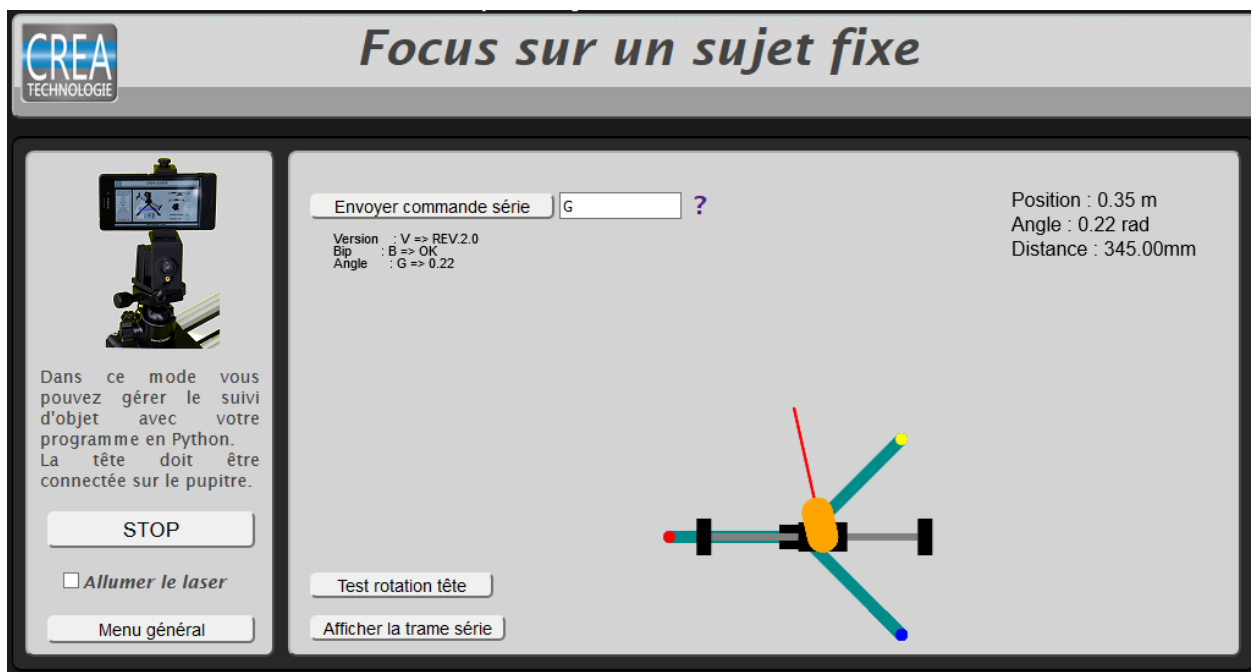 CREA
TECHNOLOGIE
Focus sur un sujet fixe
Dans ce mode vous
pouvez gérer le suivi
d'objet avec votre
programme en Python.
La tête doit être
connectée sur le pupitre.
STOP
Allumer le laser
Menu général
Envoyer commande série G ?
Version : V => REV.2.0
Bip : B => OK
Angle : G => 0.22
Position : 0.35 m
Angle : 0.22 rad
Distance : 345.00mm
Test rotation tête
Afficher la trame série